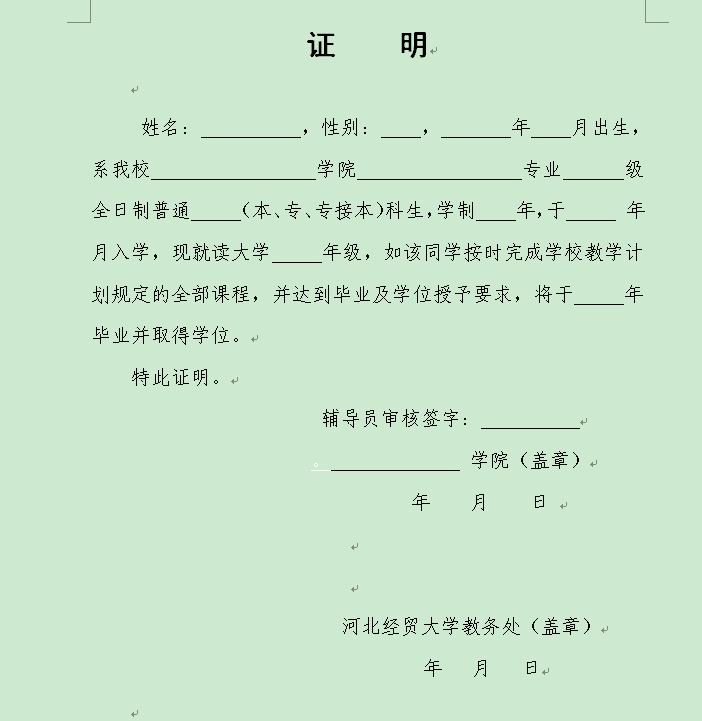 证 明
姓名：__________，性别：____，_______年____月出生，
系我校________________学院________________专业______级
全日制普通_____（本、专、专接本）科生，学制____年，于_____ 年
月入学，现就读大学_____年级，如该同学按时完成学校教学计
划规定的全部课程，并达到毕业及学位授予要求，将于_____年
毕业并取得学位。
特此证明。
辅导员审核签字：__________
。_____________ 学院（盖章）
年 月 日
河北经贸大学教务处（盖章）
年 月 日